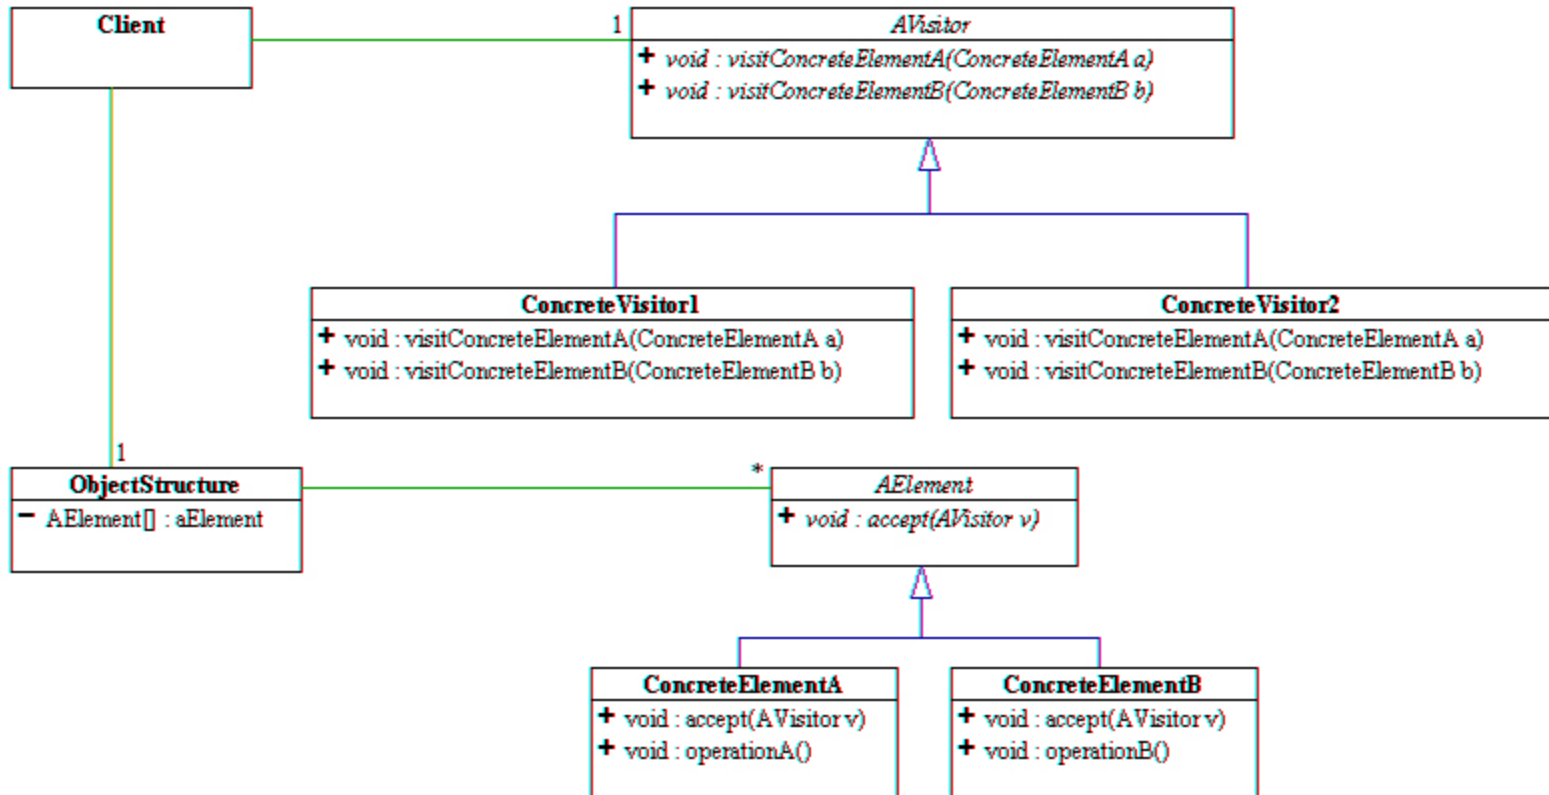 Client
1
AVisitor
+ void : visitConcreteElementA(ConcreteElementA a)
+ void : visitConcreteElementB(ConcreteElementB b)
ConcreteVisitor1
+ void : visitConcreteElementA(ConcreteElementA a)
+ void : visitConcreteElementB(ConcreteElementB b)
ConcreteVisitor2
+ void : visitConcreteElementA(ConcreteElementA a)
+ void : visitConcreteElementB(ConcreteElementB b)
1
ObjectStructure
- AElement[] : aElement
*
AElement
+ void : accept(AVisitor v)
ConcreteElementA
+ void : accept(AVisitor v)
+ void : operationA()
ConcreteElementB
+ void : accept(AVisitor v)
+ void : operationB()